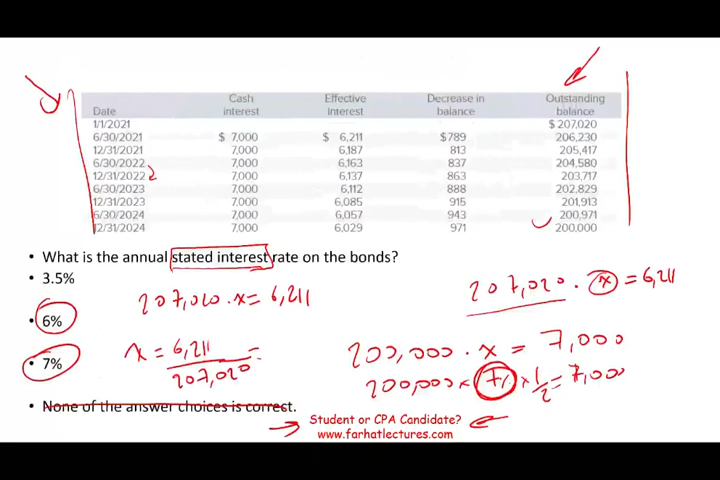 Cash Effective Decrease in Outstanding
Date interest Interest balance balance
1/1/2021 $ 207,020
6/30/2021 $ 7,000 $ 6,211 $789 206,230
12/31/2021 7,000 6,187 813 205,417
6/30/2022 7,000 6,163 837 204,580
12/31/2022 7,000 6,137 863 203,717
6/30/2023 7,000 6,112 888 202,829
12/31/2023 7,000 6,085 915 201,913
6/30/2024 7,000 6,057 943 200,971
12/31/2024 7,000 6,029 971 200,000
• What is the annual stated interest rate on the bonds?
• 3.5%
207,020 · x = 6,211
207,020 · x = 6,211
• 6%
200,000 · x = 7,000
x = 6,211 =
207,020
• 7%
200,000 x 7% x 1/2 = 7,000
• None of the answer choices is correct.
Student or CPA Candidate?
www.farhatlectures.com